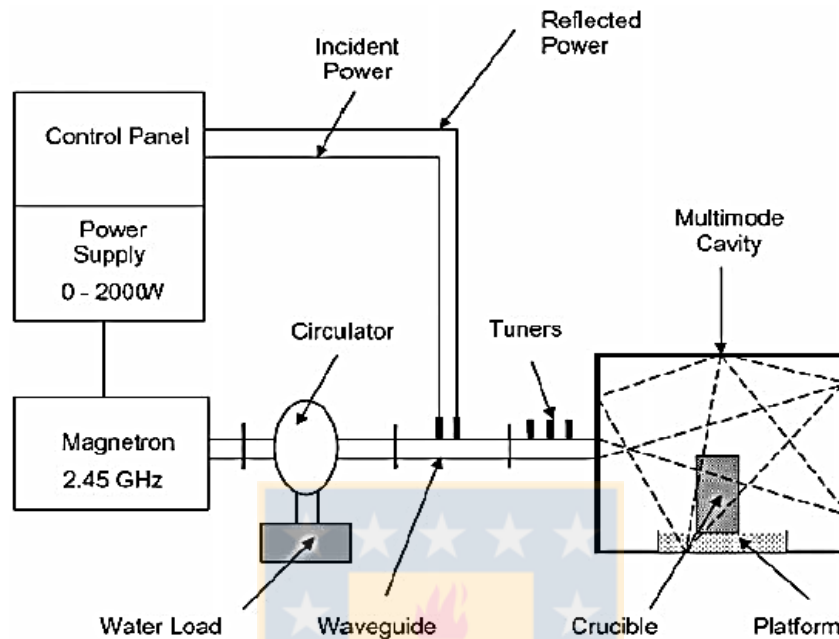 Reflected
Power
Incident
Power
Control Panel
Power
Supply
0 - 2000W
Multimode
Cavity
Circulator
Tuners
Magnetron
2.45 GHz
Water Load
Waveguide
Crucible
Platform